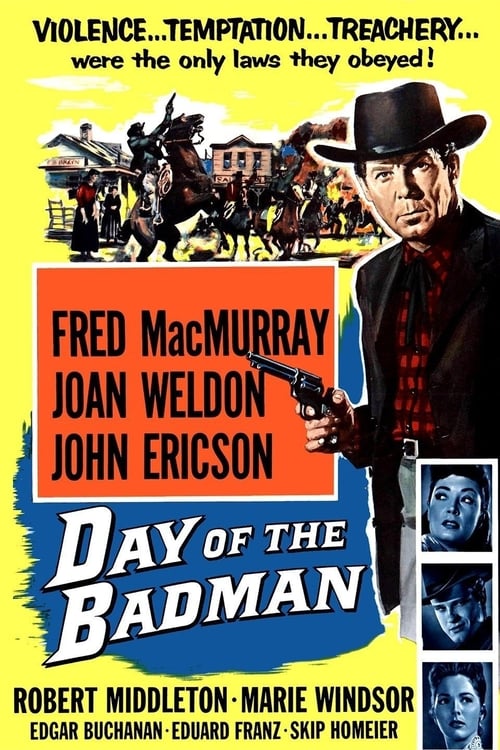 VIOLENCE...TEMPTATION...TREACHERY...
were the only laws they obeyed!
FRED MacMURRAY
JOAN WELDON
JOHN ERICSON
DAY OF THE
BADMAN
ROBERT MIDDLETON · MARIE WINDSOR
EDGAR BUCHANAN · EDUARD FRANZ · SKIP HOMEIER